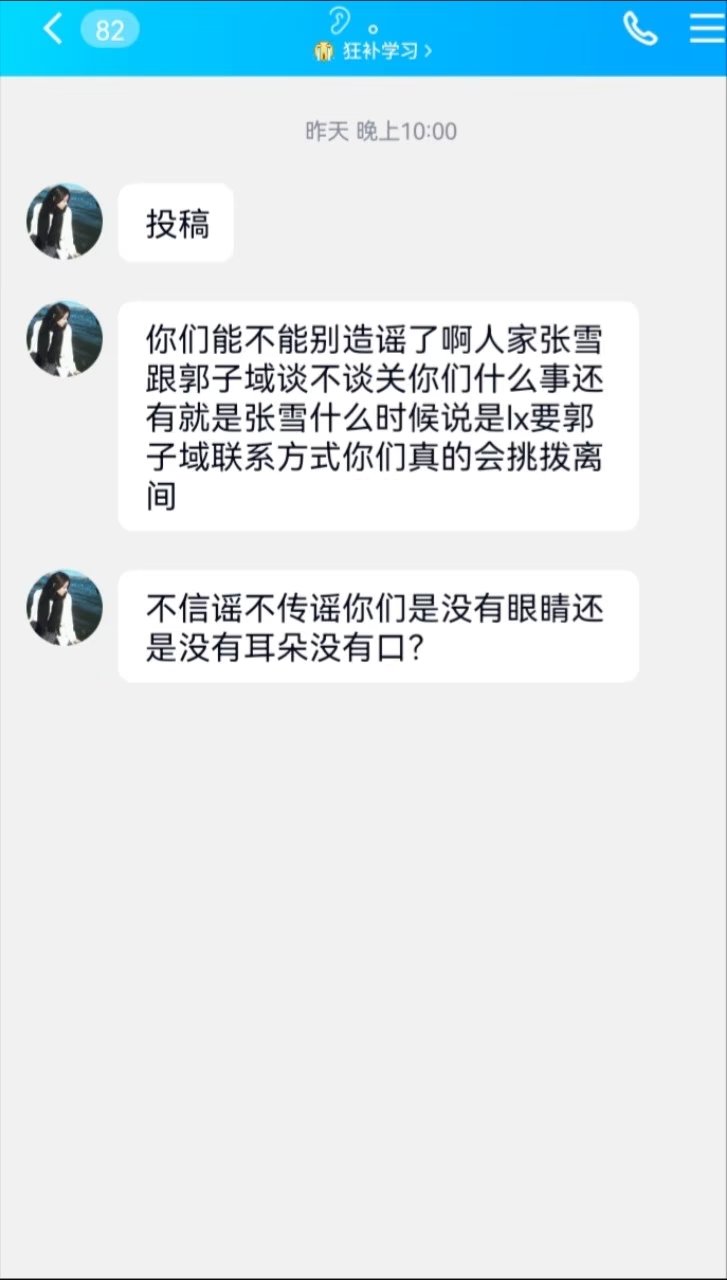 82
狂补学习
昨天 晚上10:00
投稿
你们能不能别造谣了啊人家张雪
跟郭子域谈不谈关你们什么事还
有就是张雪什么时候说是lx要郭
子域联系方式你们真的会挑拨离
间
不信谣不传谣你们是没有眼睛还
是没有耳朵没有口?